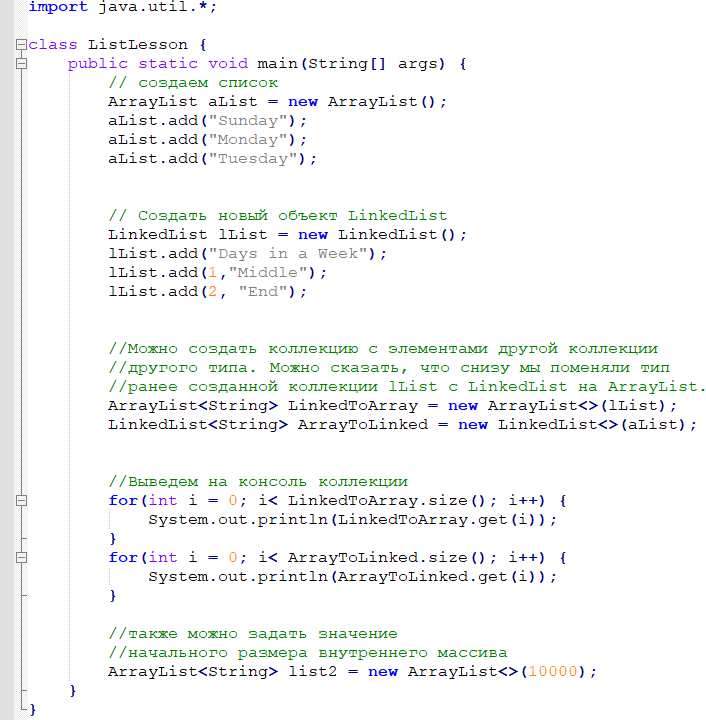 import java.util.*;
class ListLesson {
public static void main(String[] args) {
// создаем список
ArrayList aList = new ArrayList();
aList.add("Sunday");
aList.add("Monday");
aList.add("Tuesday");
// Создать новый объект LinkedList
LinkedList lList = new LinkedList();
lList.add("Days in a Week");
lList.add(1,"Middle");
lList.add(2, "End");
//Можно создать коллекцию с элементами другой коллекции
//другого типа. Можно сказать, что снизу мы поменяли тип
//ранее созданной коллекции lList с LinkedList на ArrayList.
ArrayList<String> LinkedToArray = new ArrayList<>(lList);
LinkedList<String> ArrayToLinked = new LinkedList<>(aList);
//Выведем на консоль коллекции
for(int i = 0; i< LinkedToArray.size(); i++) {
System.out.println(LinkedToArray.get(i));
}
for(int i = 0; i< ArrayToLinked.size(); i++) {
System.out.println(ArrayToLinked.get(i));
}
//также можно задать значение
//начального размера внутреннего массива
ArrayList<String> list2 = new ArrayList<>(10000);
}
}